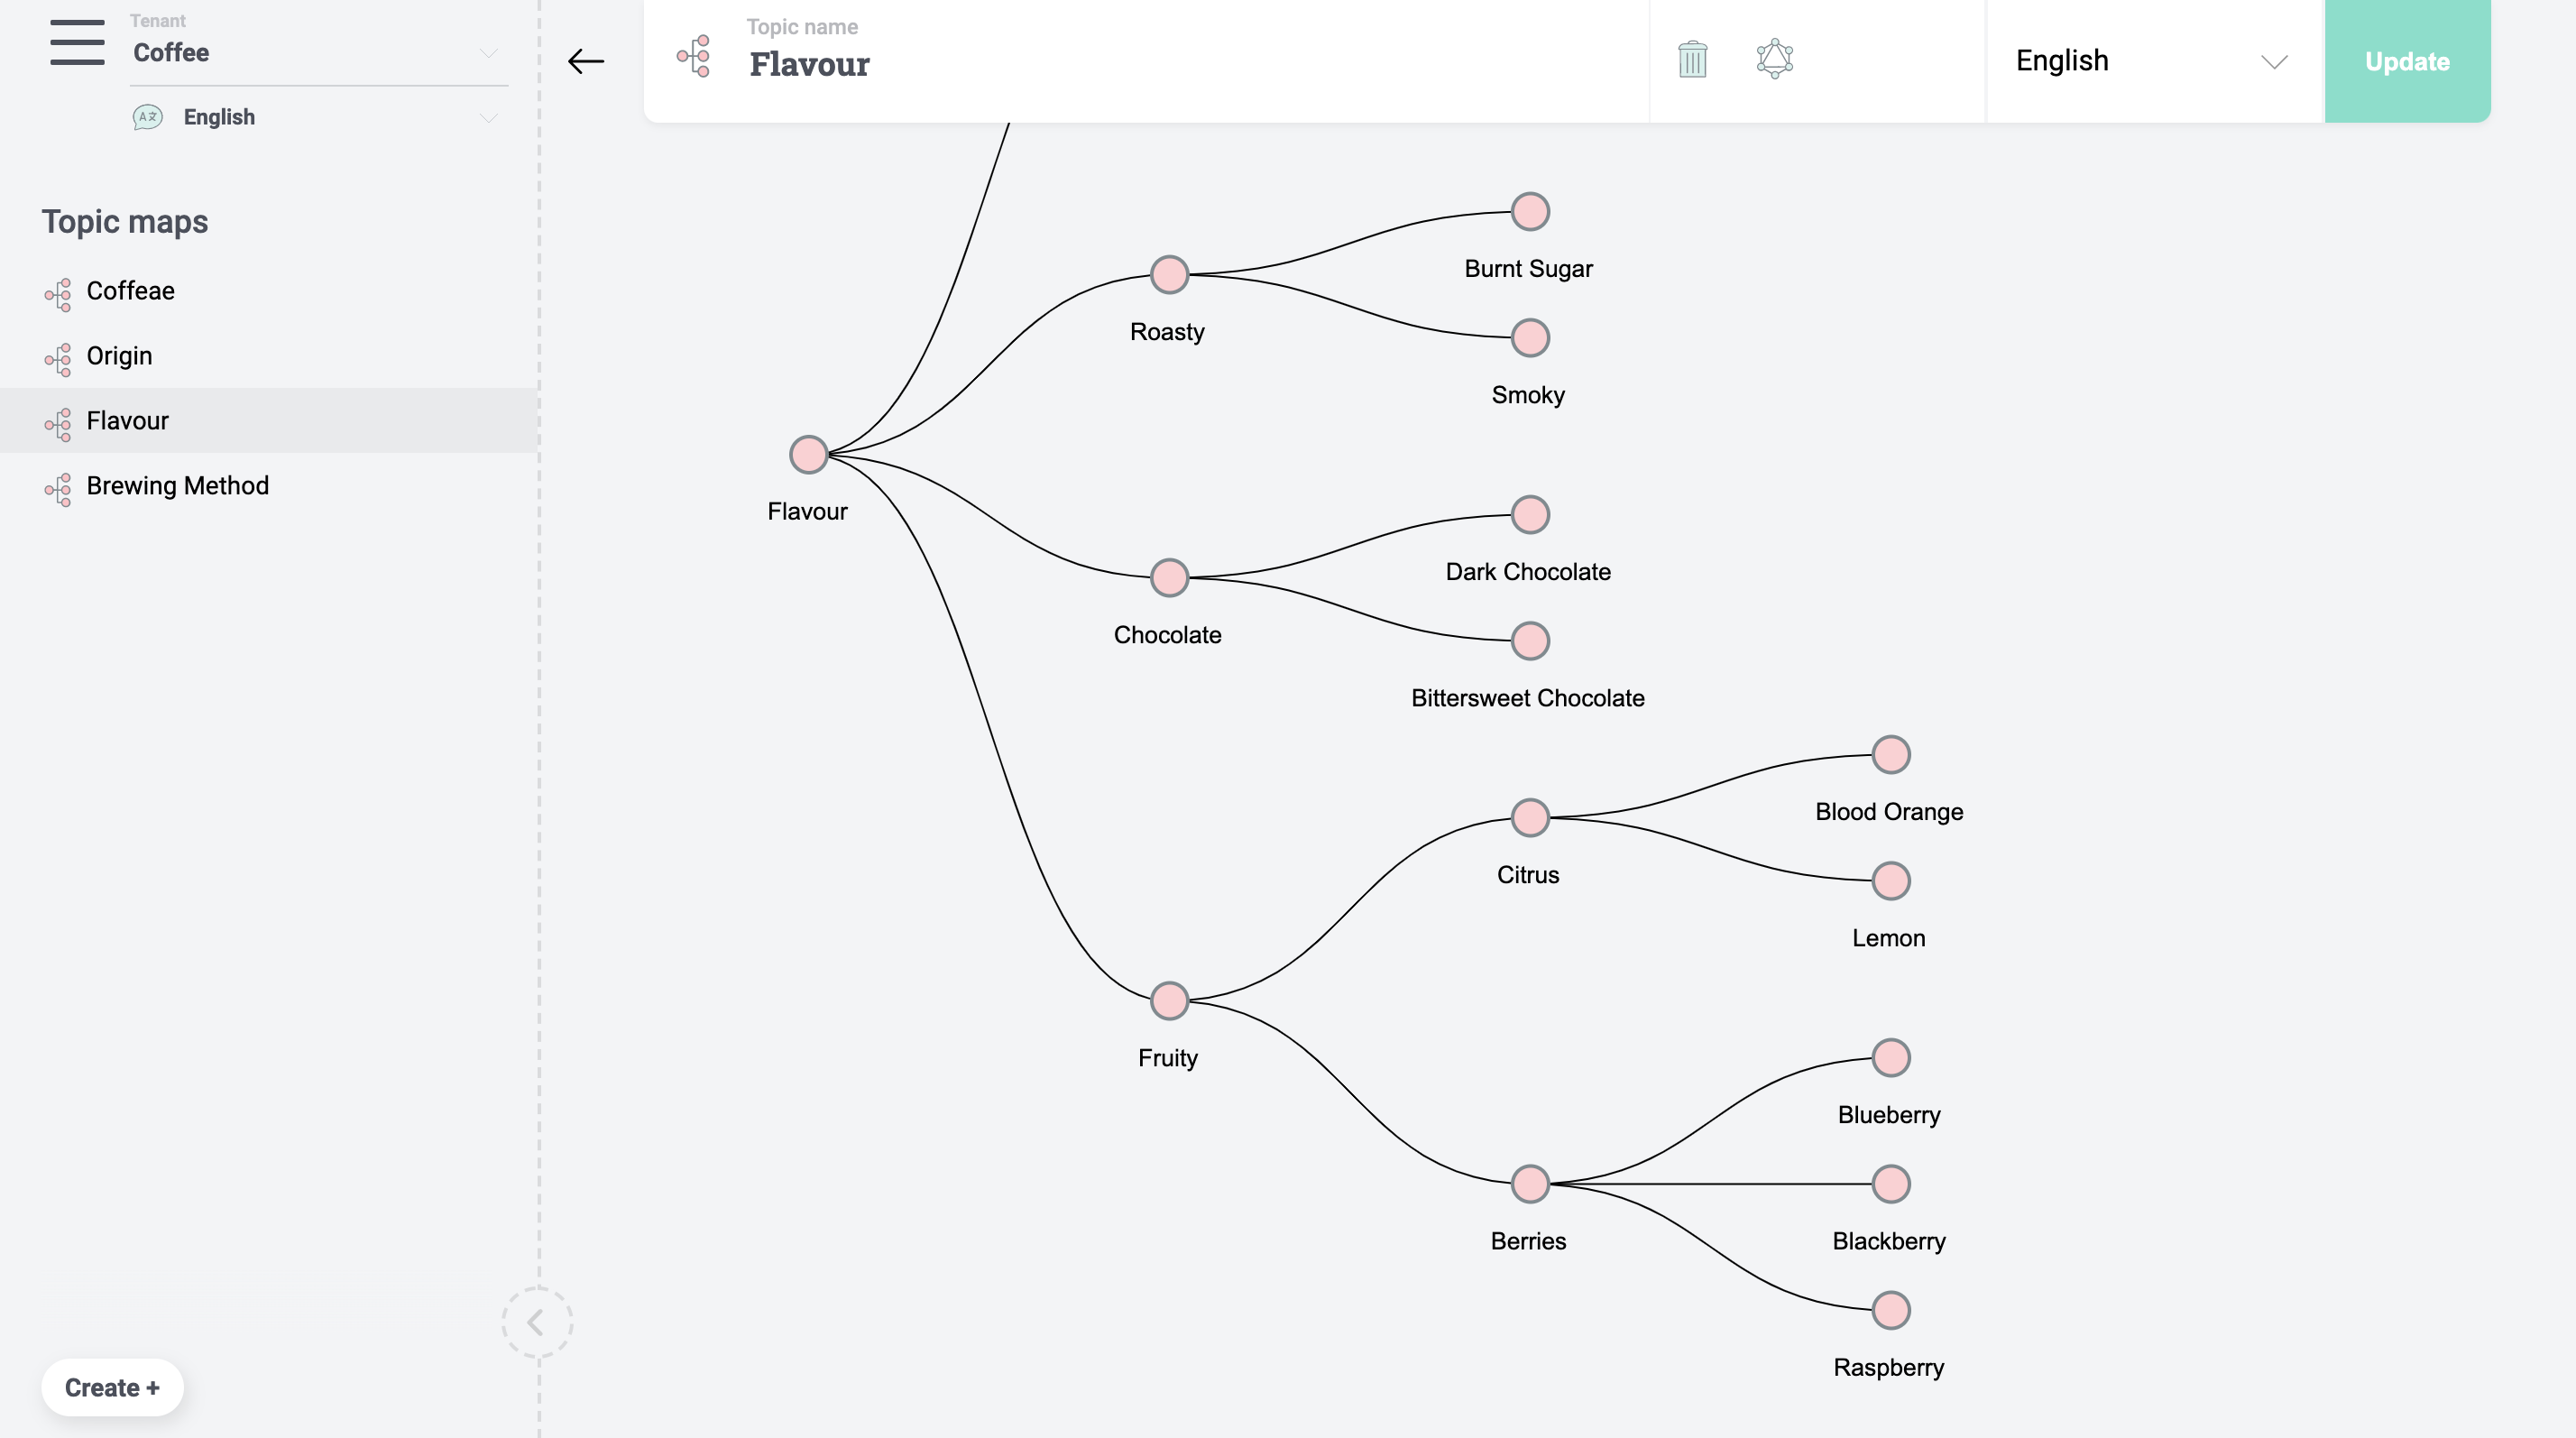 Tenant
Coffee
English
Topic maps
Coffeae
Origin
Flavour
Brewing Method
Create +
Topic name
Flavour
English
Update
Burnt Sugar
Roasty
Smoky
Flavour
Dark Chocolate
Chocolate
Bittersweet Chocolate
Blood Orange
Citrus
Lemon
Fruity
Blueberry
Berries
Blackberry
Raspberry